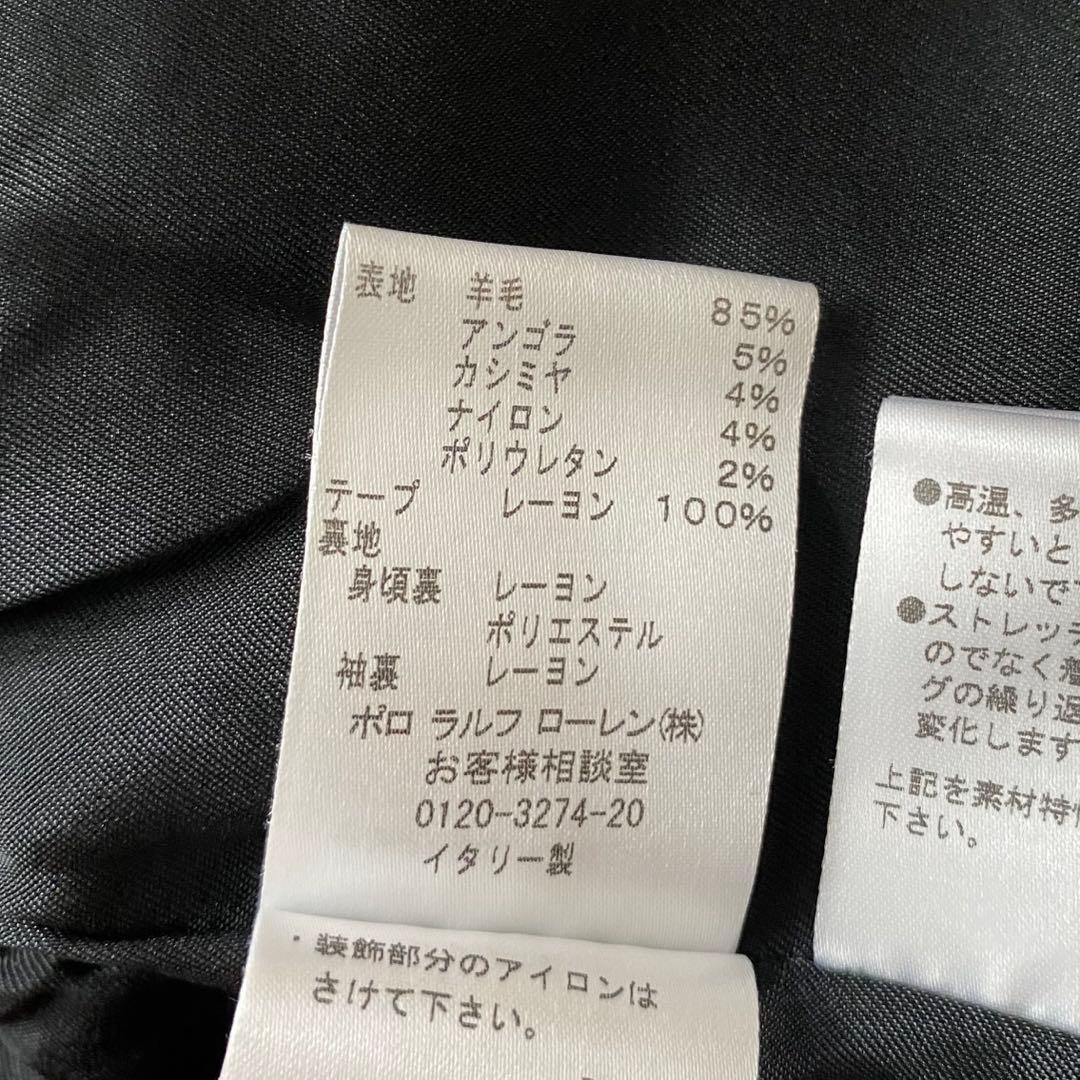 表地 羊毛 85%
アンゴラ 5%
カシミヤ 4%
ナイロン 4%
ポリウレタン 2%
テープ レーヨン 100%
裏地
身頃裏 レーヨン
ポリエステル
袖裏 レーヨン
ポロ ラルフ ローレン(株)
お客様相談室
0120-3274-20
イタリー製
・装飾部分のアイロンは
さけて下さい。
●高温、多
やすいと
しないで
●ストレッチ
のでなく着
グの繰り返
変化します
上記を素材特性
下さい。